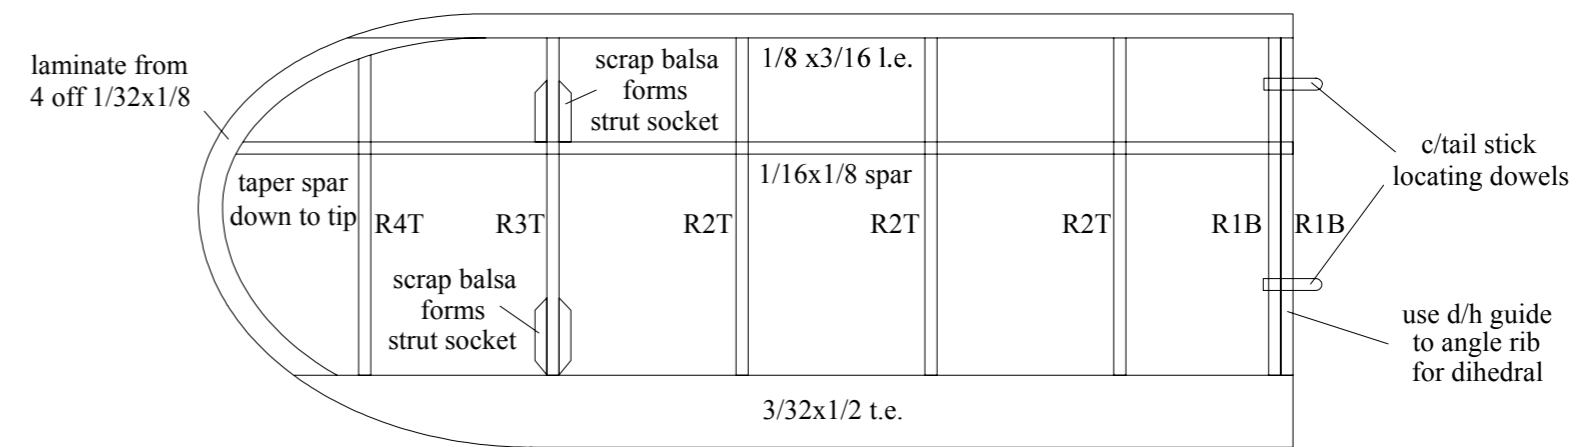 laminate from
4 off 1/32x1/8
scrap balsa
forms
strut socket
1/8 x3/16 l.e.
c/tail stick
locating dowels
1/16x1/8 spar
taper spar
down to tip
R4T
R3T
R2T
R2T
R2T
R1B
R1B
scrap balsa
forms
strut socket
use d/h guide
to angle rib
for dihedral
3/32x1/2 t.e.